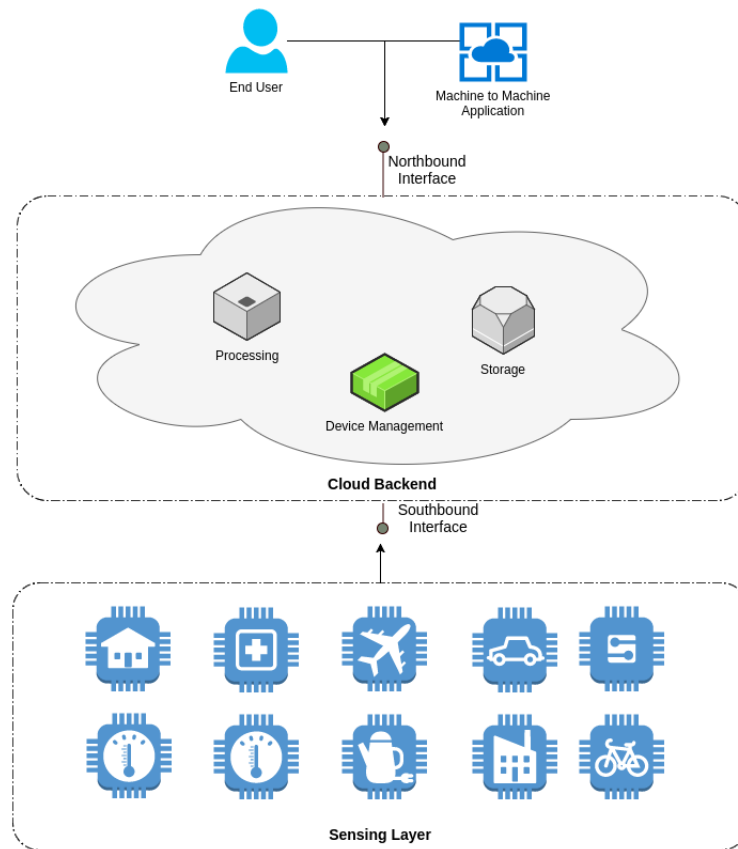 End User
Machine to Machine
Application
Northbound
Interface
Processing
Storage
Device Management
Cloud Backend
Southbound
Interface
Sensing Layer